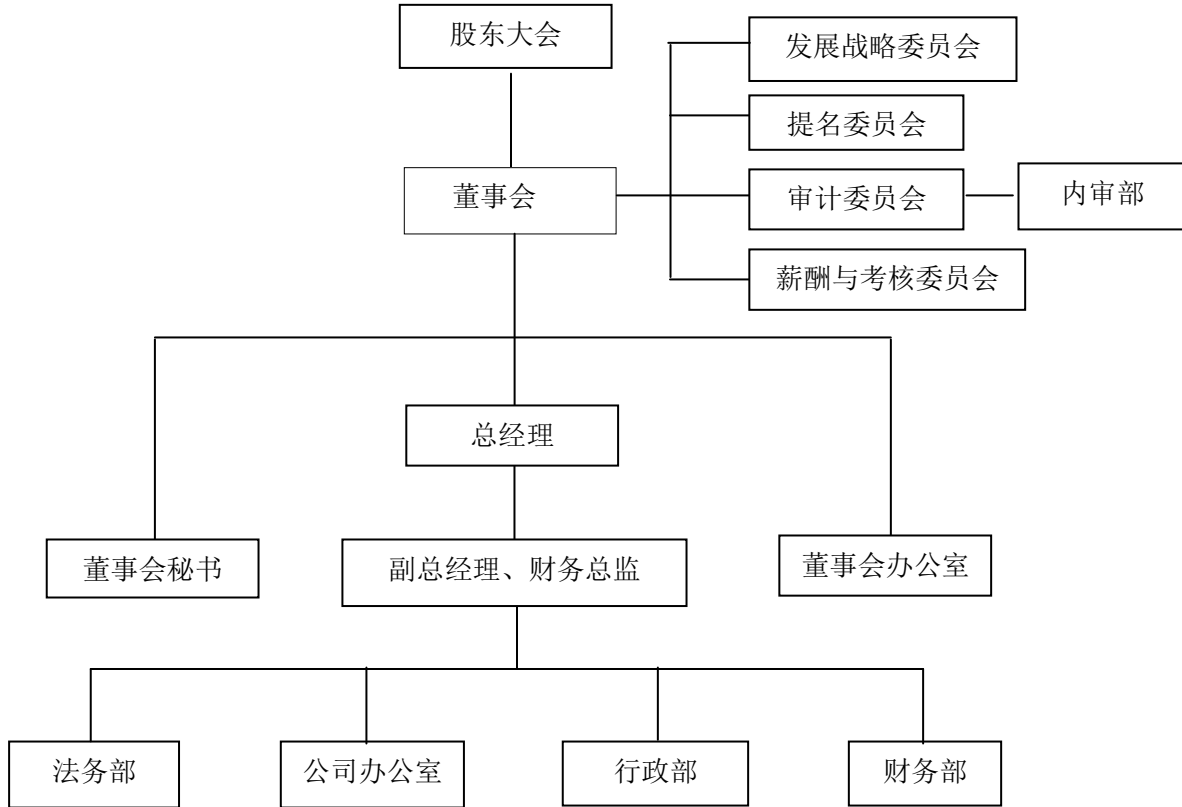 股东大会
发展战略委员会
提名委员会
董事会
审计委员会
内审部
薪酬与考核委员会
总经理
董事会秘书
副总经理、财务总监
董事会办公室
法务部
公司办公室
行政部
财务部